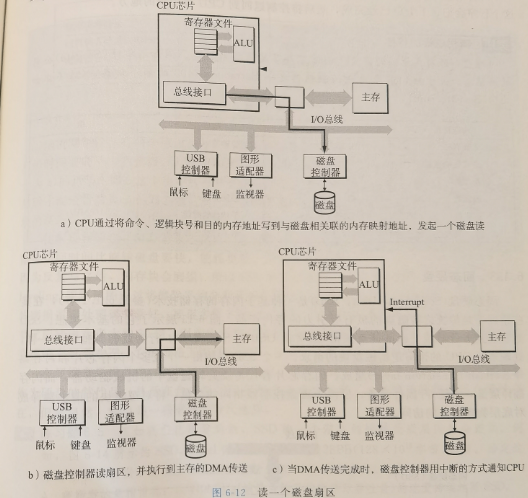 CPU芯片
寄存器文件
ALU
总线接口
主存
I/O总线
USB
控制器
图形
适配器
磁盘
控制器
鼠标
键盘
监视器
磁盘
a）CPU通过将命令、逻辑块号和目的内存地址写到与磁盘相关联的内存映射地址，发起一个磁盘读
CPU芯片
寄存器文件
ALU
总线接口
主存
I/O总线
USB
控制器
图形
适配器
磁盘
控制器
鼠标
键盘
监视器
磁盘
b）磁盘控制器读扇区，并执行到主存的DMA传送
CPU芯片
寄存器文件
ALU
Interrupt
总线接口
主存
I/O总线
USB
控制器
图形
适配器
磁盘
控制器
鼠标
键盘
监视器
磁盘
c）当DMA传送完成时，磁盘控制器用中断的方式通知CPU
图 6-12 读一个磁盘扇区